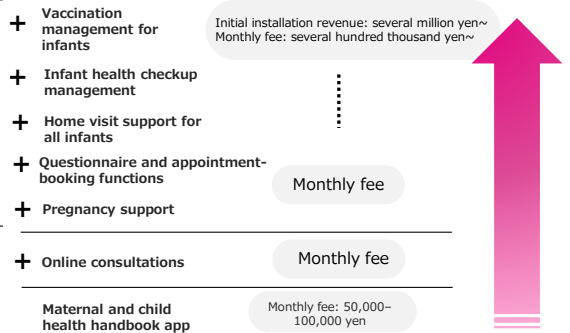 + Vaccination
management for
infants
Initial installation revenue: several million yen~
Monthly fee: several hundred thousand yen~
+ Infant health checkup
management
+ Home visit support for
all infants
+ Questionnaire and appointment-
booking functions
Monthly fee
+ Pregnancy support
+ Online consultations
Monthly fee
Maternal and child
health handbook app
Monthly fee: 50,000–
100,000 yen